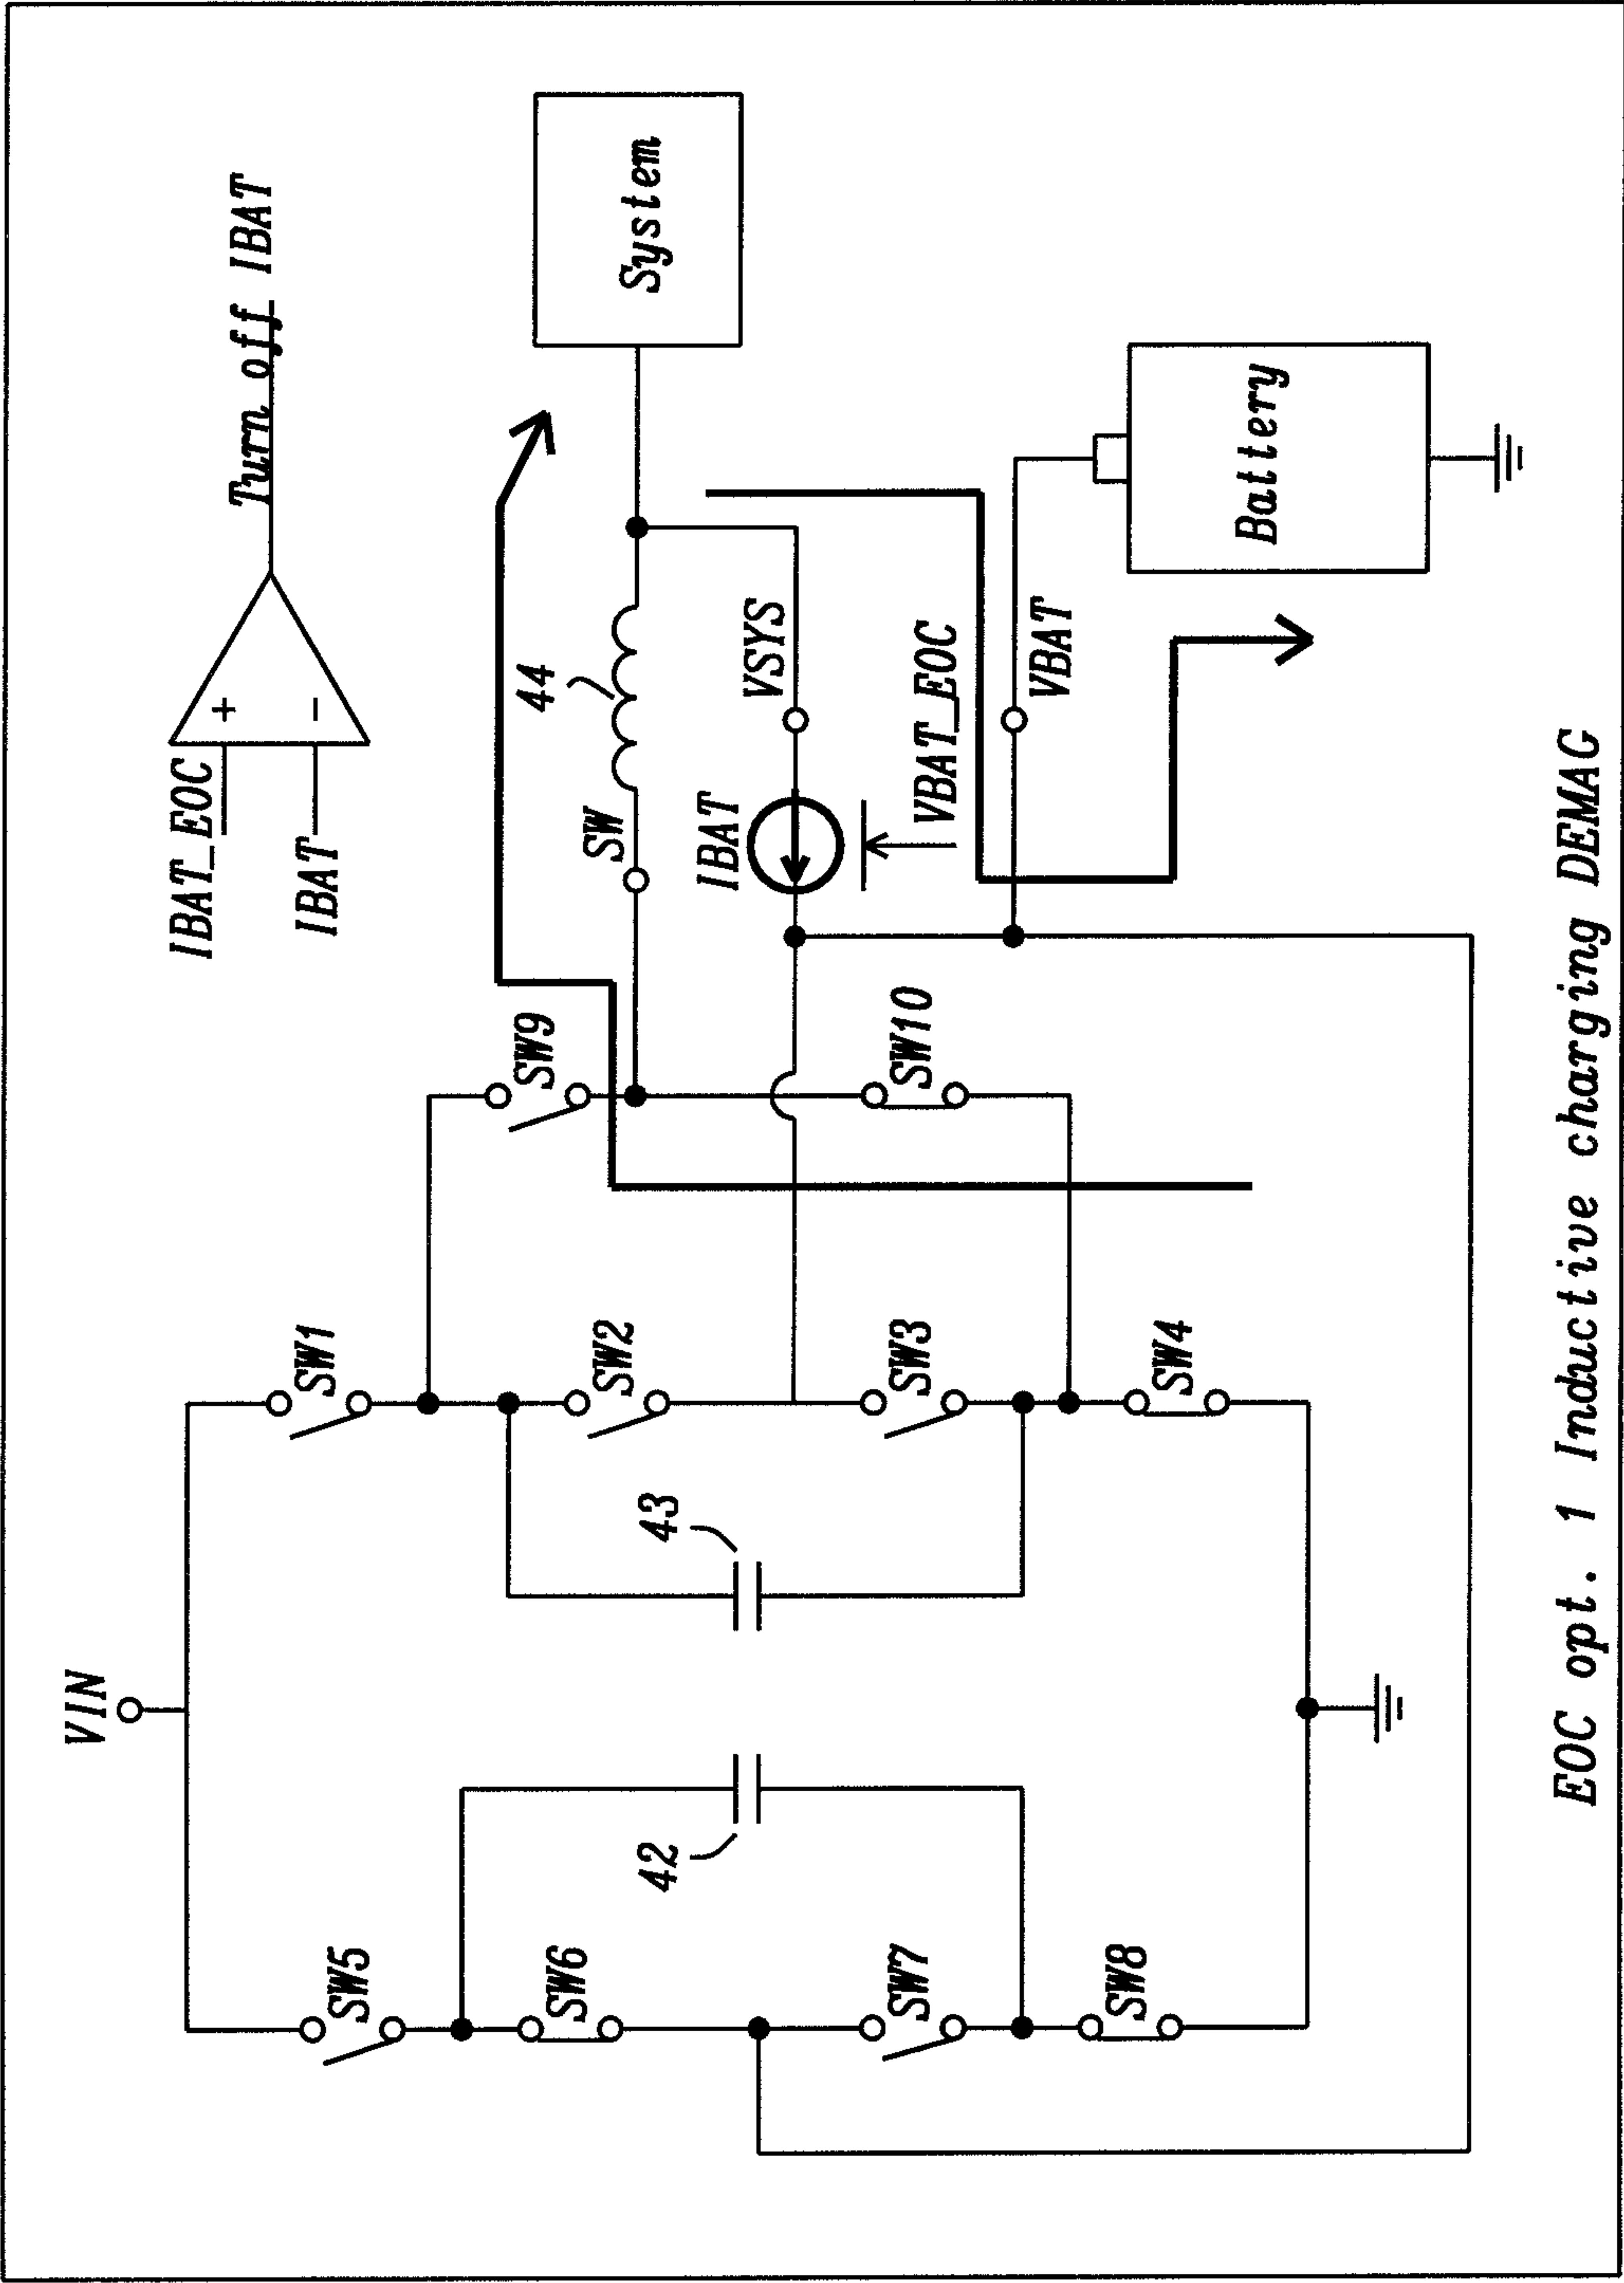 VIN
SW5
SW6
SW7
SW8
42
43
SW1
SW2
SW3
SW4
SW9
SW10
SW
44
IBAT_EOC
IBAT
+
-
Turn off IBAT
System
VSYS
IBAT
VBAT_EOC
VBAT
Battery
EOC opt. 1 Inductive charging DEMAG